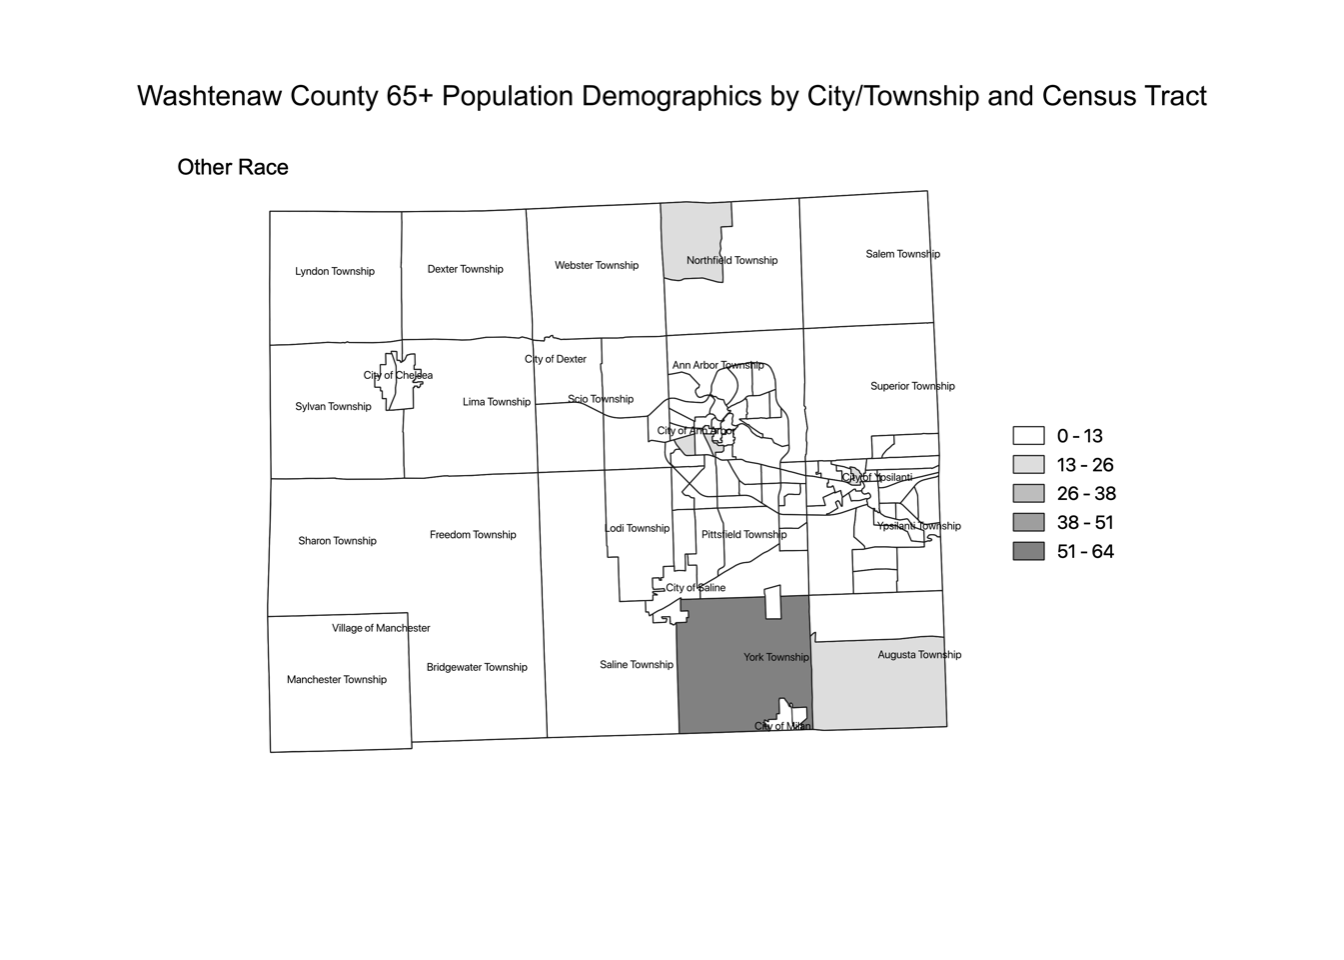 Washtenaw County 65+ Population Demographics by City/Township and Census Tract
Other Race
Lyndon Township
Dexter Township
Webster Township
Northfield Township
Salem Township
City of Dexter
Ann Arbor Township
City of Chelsea
Superior Township
Sylvan Township
Lima Township
Scio Township
City of Ann Arbor
City of Ypsilanti
Sharon Township
Freedom Township
Lodi Township
Pittsfield Township
Ypsilanti Township
City of Saline
Village of Manchester
Manchester Township
Bridgewater Township
Saline Township
York Township
Augusta Township
City of Milan
0 - 13
13 - 26
26 - 38
38 - 51
51 - 64